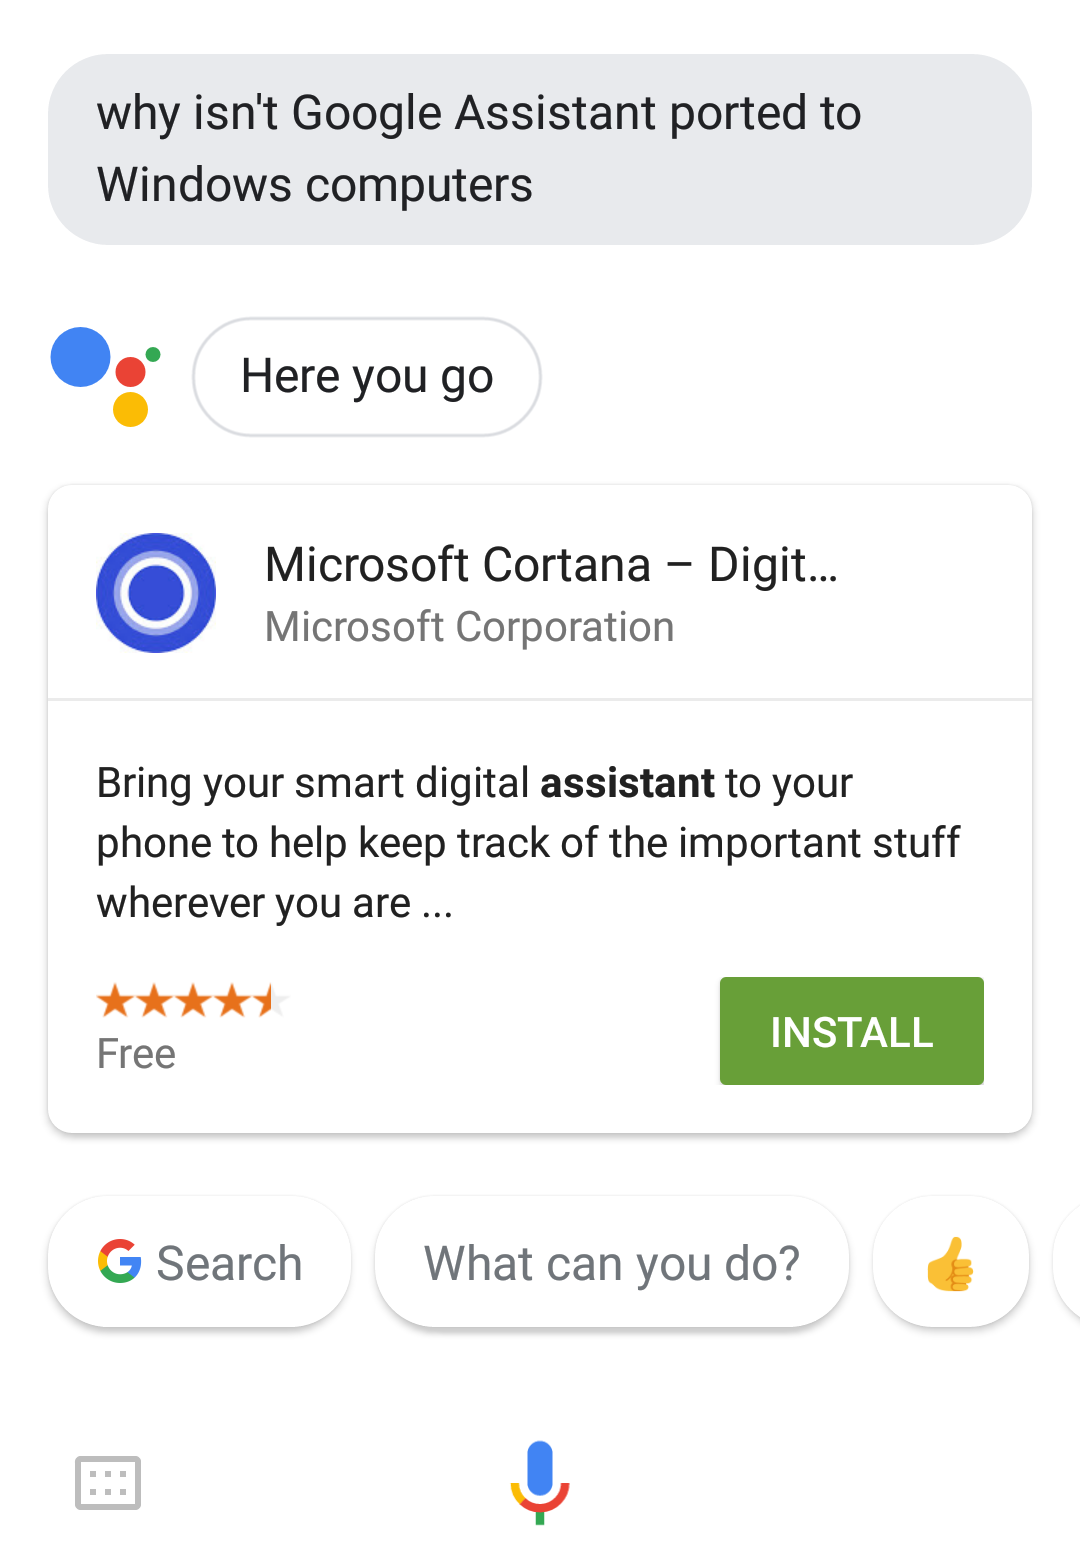 why isn't Google Assistant ported to
Windows computers
Here you go
Microsoft Cortana – Digit...
Microsoft Corporation
Bring your smart digital assistant to your
phone to help keep track of the important stuff
wherever you are ...
Free
INSTALL
Search
What can you do?